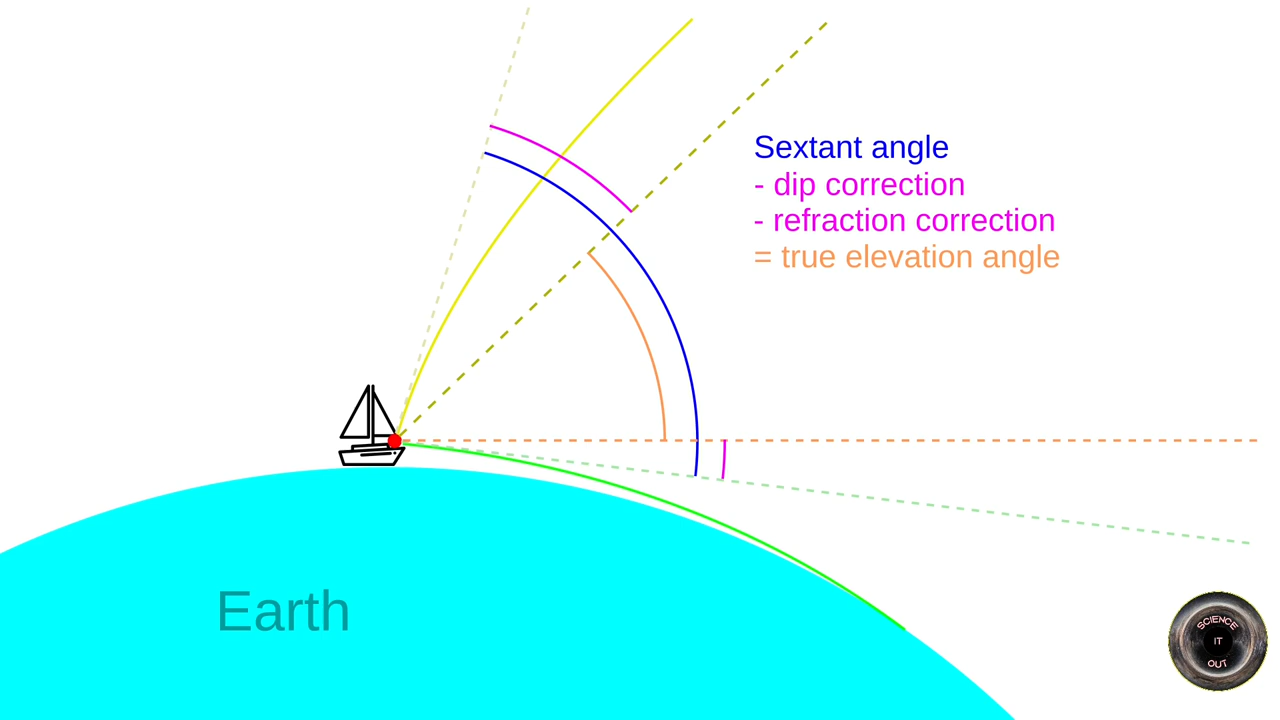 Sextant angle
- dip correction
- refraction correction
= true elevation angle
Earth
SCIENCE
IT
OUT